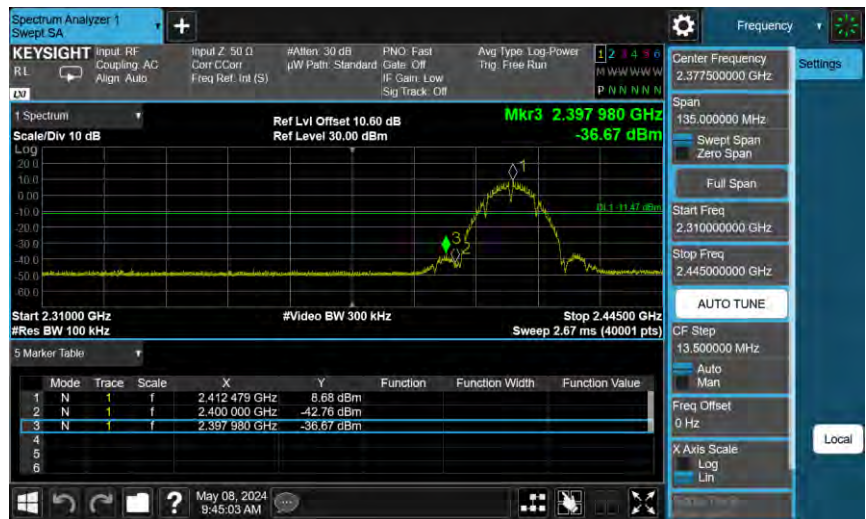 Spectrum Analyzer 1
Swept SA
+
Frequency
KEYSIGHT Input: RF Input Z: 50 Ω #Atten: 30 dB PNO: Fast Avg Type: Log-Power 1 2 3 4 5 6
RL Coupling: AC Corr CCorr µW Path: Standard Gate: Off Trig: Free Run M W W W W W
Align: Auto Freq Ref: Int (S) IF Gain: Low
LXI Sig Track: Off P N N N N N
Center Frequency
2.377500000 GHz
Settings
1 Spectrum
Ref Lvl Offset 10.60 dB
Mkr3 2.397 980 GHz
Scale/Div 10 dB
Ref Level 30.00 dBm
-36.67 dBm
Log
20.0
10.0
0.00
-10.0
-20.0
-30.0
-40.0
-50.0
-60.0
1
DL1 -11.47 dBm
3
2
Start 2.31000 GHz #Video BW 300 kHz Stop 2.44500 GHz
#Res BW 100 kHz Sweep 2.67 ms (40001 pts)
Span
135.000000 MHz
Swept Span
Zero Span
Full Span
Start Freq
2.310000000 GHz
Stop Freq
2.445000000 GHz
AUTO TUNE
CF Step
13.500000 MHz
Auto
Man
Freq Offset
0 Hz
X Axis Scale
Log
Lin
Local
5 Marker Table
Mode Trace Scale X Y Function Function Width Function Value
1 N 1 f 2.412 479 GHz 8.68 dBm
2 N 1 f 2.400 000 GHz -42.76 dBm
3 N 1 f 2.397 980 GHz -36.67 dBm
4
5
6
?
May 08, 2024
9:45:03 AM